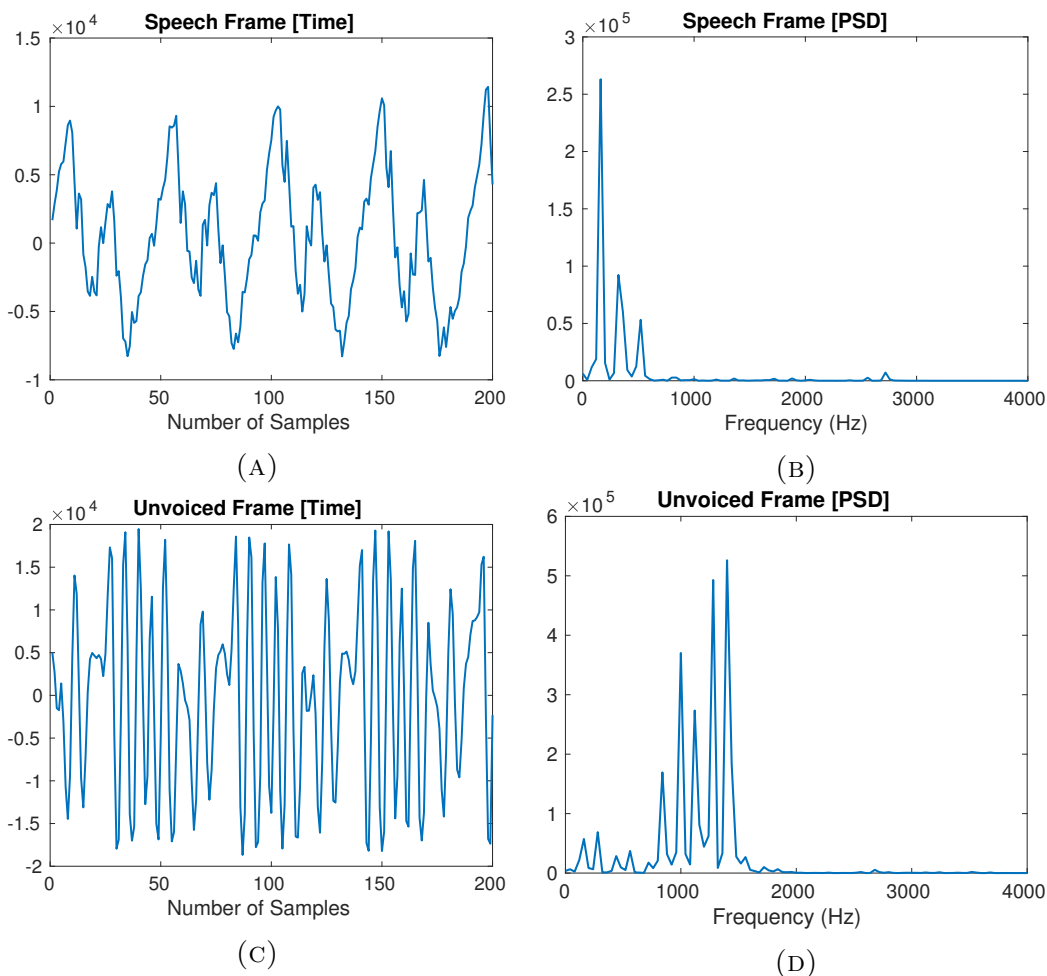 Speech Frame [Time]
×10^4
1.5
1
0.5
0
-0.5
-1
0 50 100 150 200
Number of Samples
(A)
Speech Frame [PSD]
×10^5
3
2.5
2
1.5
1
0.5
0
0 1000 2000 3000 4000
Frequency (Hz)
(B)
Unvoiced Frame [Time]
×10^4
2
1.5
1
0.5
0
-0.5
-1
-1.5
-2
0 50 100 150 200
Number of Samples
(C)
Unvoiced Frame [PSD]
×10^5
6
5
4
3
2
1
0
0 1000 2000 3000 4000
Frequency (Hz)
(D)